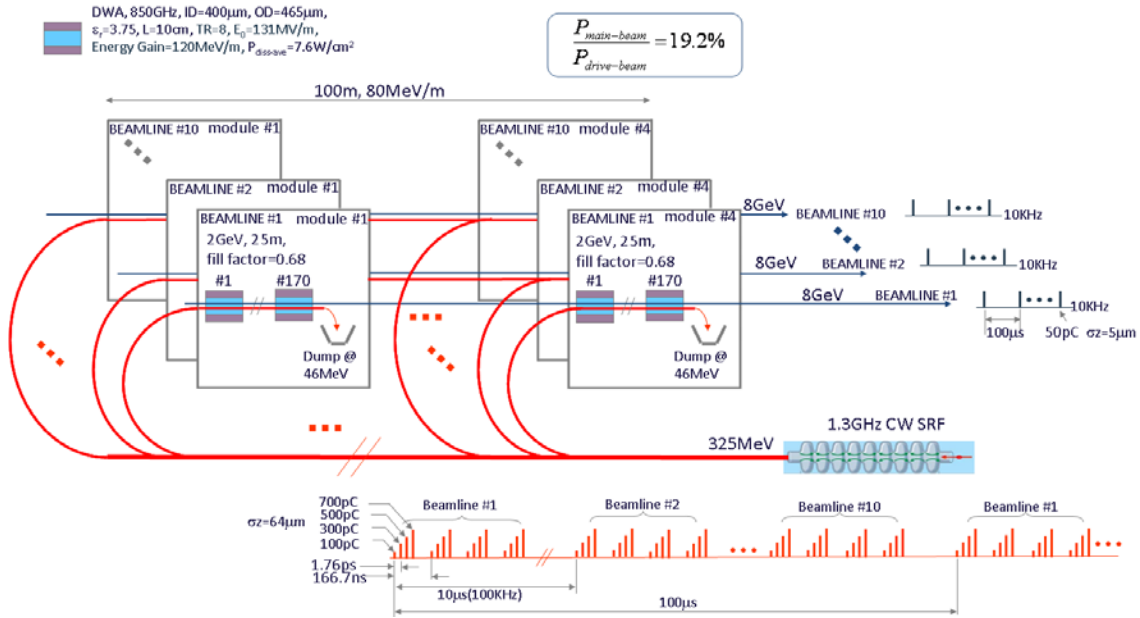 DWA, 850GHz, ID=400μm, OD=465μm,
εr=3.75, L=10cm, TR=8, E0=131MV/m,
Energy Gain=120MeV/m, Pdiss-ave=7.6W/cm²
Pmain-beam
Pdrive-beam
=19.2%
100m, 80MeV/m
BEAMLINE #10 module #1
BEAMLINE #10 module #4
BEAMLINE #2 module #1
BEAMLINE #2 module #4
BEAMLINE #1
module #1
2GeV, 25m,
fill factor=0.68
#1 #170
Dump @
46MeV
BEAMLINE #1
module #4
2GeV, 25m,
fill factor=0.68
#1 #170
Dump @
46MeV
8GeV BEAMLINE #10 10KHz
8GeV BEAMLINE #2 10KHz
8GeV BEAMLINE #1 10KHz
100μs 50pC σz=5μm
1.3GHz CW SRF
325MeV
700pC
500pC
300pC
100pC
σz=64μm
Beamline #1 Beamline #2 Beamline #10 Beamline #1
1.76ps
166.7ns
10μs(100KHz)
100μs